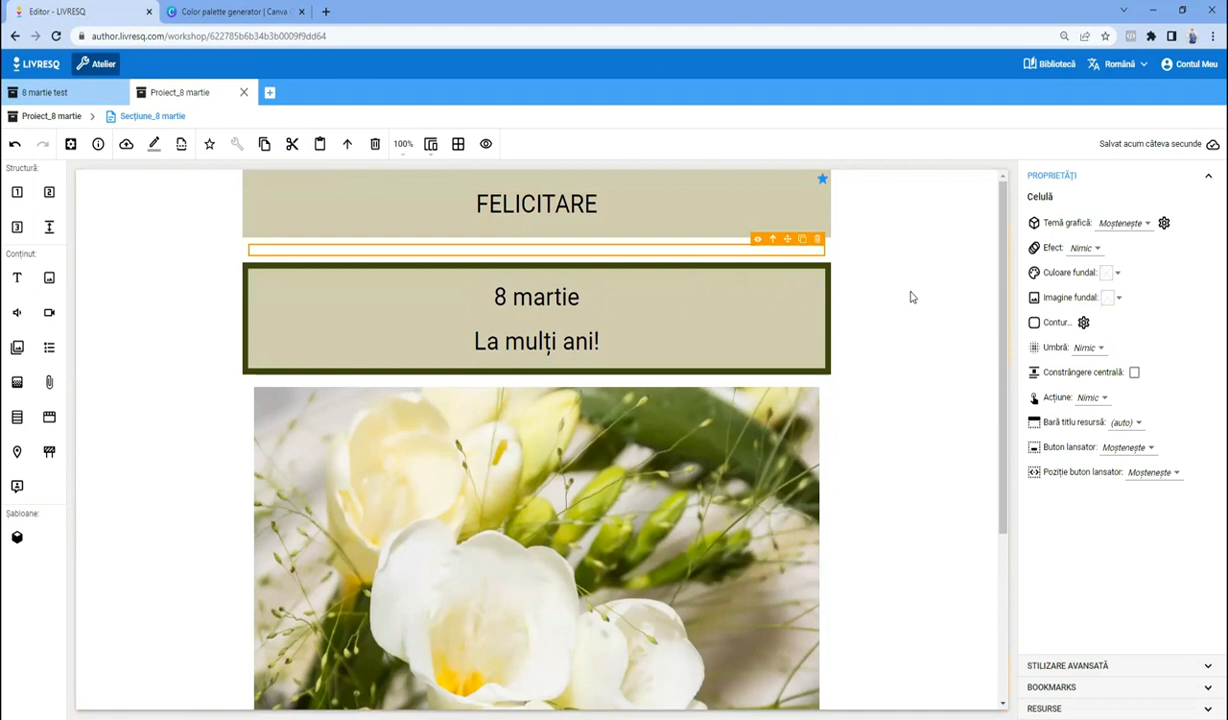 Editor - LIVRESQ
Color palette generator | Canva
author.livresq.com/workshop/622785b6b34b3b0009f9dd64
LIVRESQ
Atelier
Bibliotecă
Română
Contul Meu
8 martie test
Proiect_8 martie
Proiect_8 martie
Secțiune_8 martie
100%
Salvat acum câteva secunde
Structură:
1
2
3
Conținut:
Șabloane:
FELICITARE
8 martie
La mulți ani!
PROPRIETĂȚI
Celulă
Temă grafică: Moștenește
Efect: Nimic
Culoare fundal:
Imagine fundal:
Contur...
Umbră: Nimic
Constrângere centrală:
Acțiune: Nimic
Bară titlu resursă: (auto)
Buton lansator: Moștenește
Poziție buton lansator: Moștenește
STILIZARE AVANSATĂ
BOOKMARKS
RESURSE